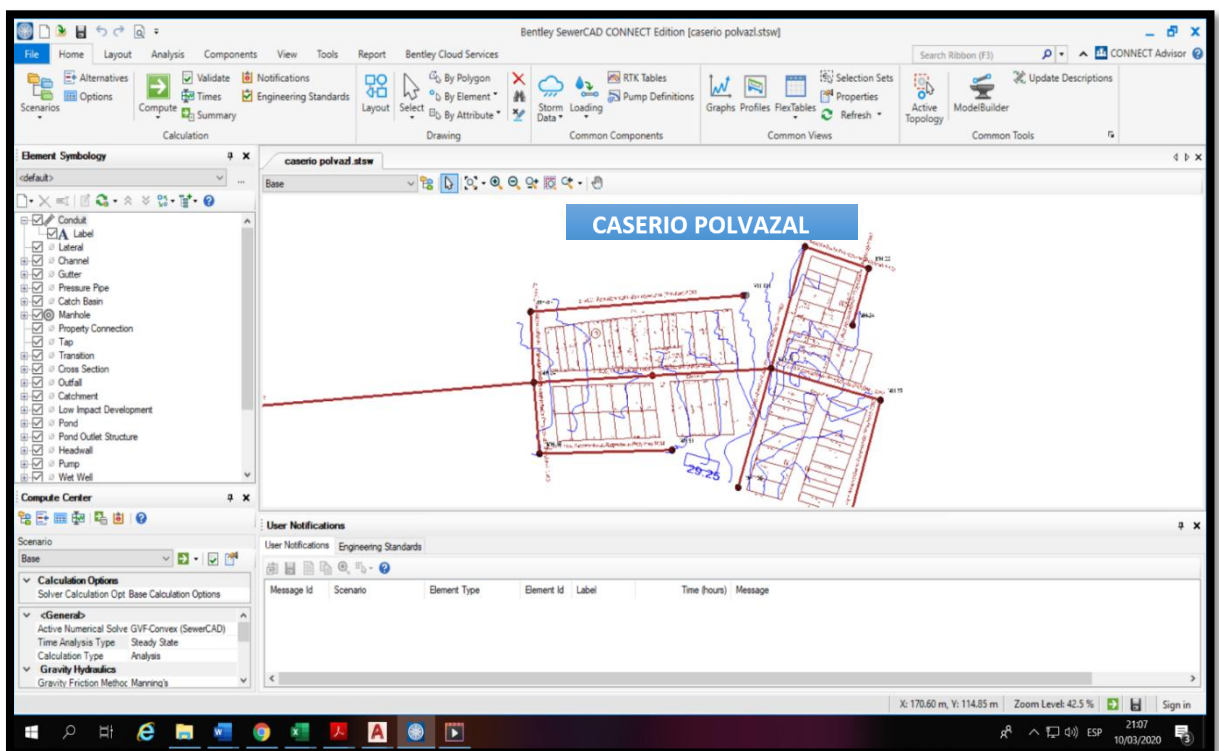 Bentley SewerCAD CONNECT Edition [caserio polvazl.stsw]
File Home Layout Analysis Components View Tools Report Bentley Cloud Services
Search Ribbon (F3) CONNECT Advisor
Scenarios
Alternatives
Options
Compute
Validate
Times
Summary
Notifications
Engineering Standards
Calculation
Layout
Select
By Polygon
By Element
By Attribute
Drawing
Storm Data
Loading
RTK Tables
Pump Definitions
Common Components
Graphs Profiles FlexTables
Selection Sets
Properties
Refresh
Common Views
Active Topology
ModelBuilder
Update Descriptions
Common Tools
Element Symbology
<default>
Conduit
Label
Lateral
Channel
Gutter
Pressure Pipe
Catch Basin
Manhole
Property Connection
Tap
Transition
Cross Section
Outfall
Catchment
Low Impact Development
Pond
Pond Outlet Structure
Headwall
Pump
Wet Well
Compute Center
Scenario
Base
Calculation Options
Solver Calculation Opt Base Calculation Options
<General>
Active Numerical Solve GVF-Convex (SewerCAD)
Time Analysis Type Steady State
Calculation Type Analysis
Gravity Hydraulics
Gravity Friction Methoc Manning's
caserio polvazl.stsw
Base
CASERIO POLVAZAL
29.25
User Notifications
User Notifications Engineering Standards
Message Id Scenario Element Type Element Id Label Time (hours) Message
X: 170.60 m, Y: 114.85 m Zoom Level: 42.5 % Sign in
ESP
21:07
10/03/2020